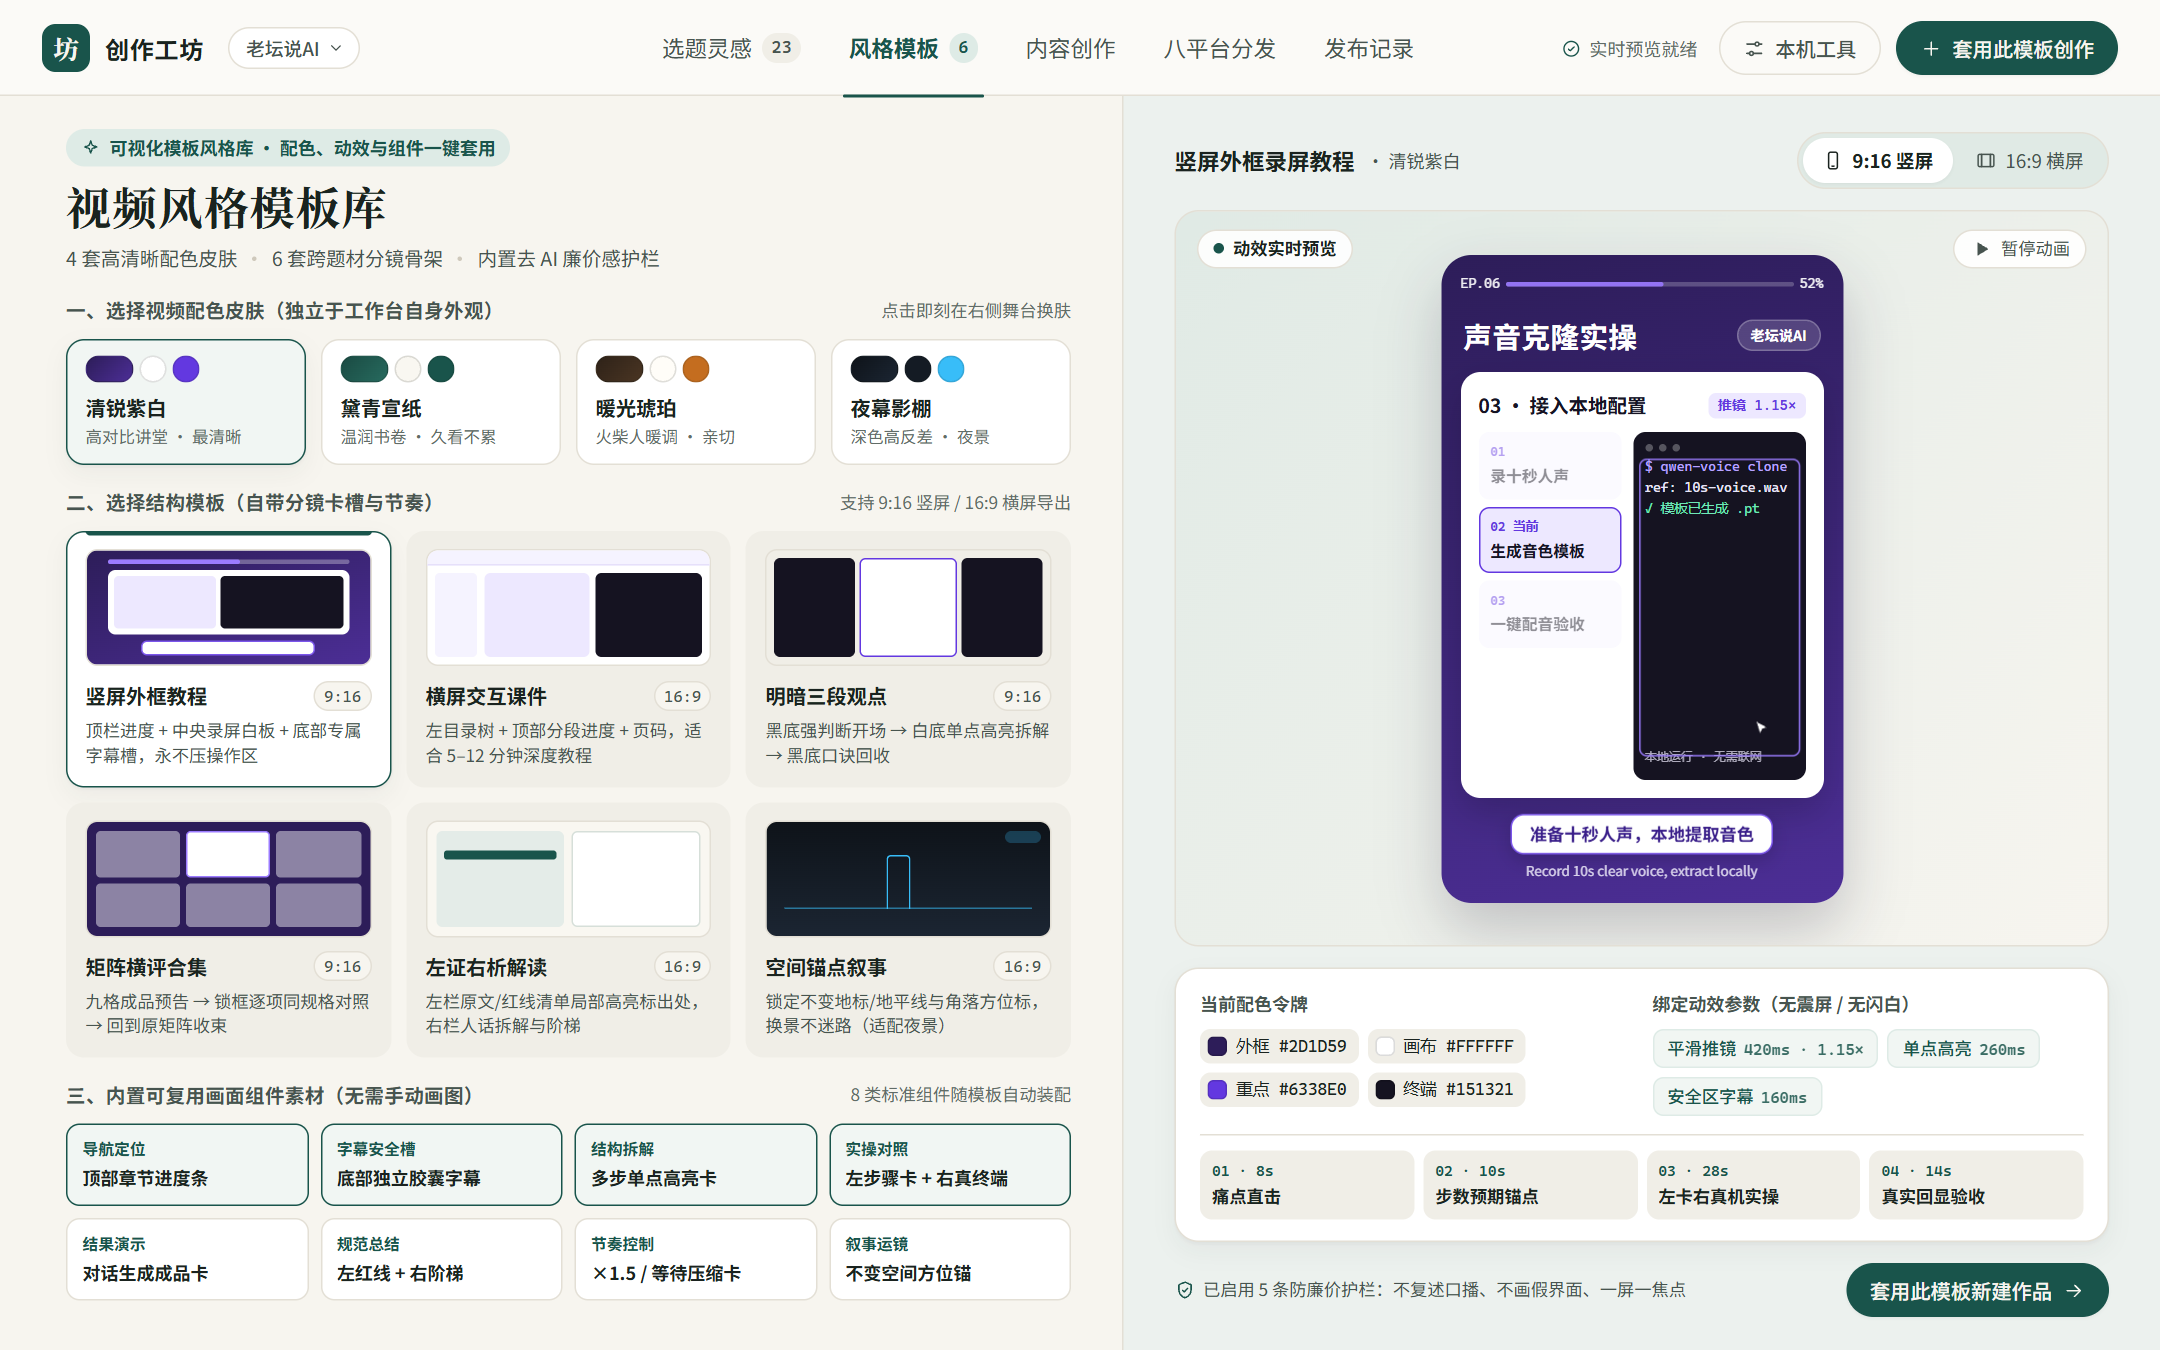 坊 创作工坊 老坛说AI
选题灵感 23 风格模板 6 内容创作 八平台分发 发布记录
实时预览就绪 本机工具 套用此模板创作
可视化模板风格库 • 配色、动效与组件一键套用
视频风格模板库
4 套高清晰配色皮肤 • 6 套跨题材分镜骨架 • 内置去 AI 廉价感护栏
一、选择视频配色皮肤（独立于工作台自身外观） 点击即刻在右侧舞台换肤
清锐紫白
高对比讲堂 • 最清晰
黛青宣纸
温润书卷 • 久看不累
暖光琥珀
火柴人暖调 • 亲切
夜幕影棚
深色高反差 • 夜景
二、选择结构模板（自带分镜卡槽与节奏） 支持 9:16 竖屏 / 16:9 横屏导出
竖屏外框教程 9:16
顶栏进度 + 中央录屏白板 + 底部专属
字幕槽，永不压操作区
横屏交互课件 16:9
左目录树 + 顶部分段进度 + 页码，适
合 5–12 分钟深度教程
明暗三段观点 9:16
黑底强判断开场 → 白底单点高亮拆解
→ 黑底口诀回收
矩阵横评合集 9:16
九格成品预告 → 锁框逐项同规格对照
→ 回到原矩阵收束
左证右析解读 16:9
左栏原文/红线清单局部高亮标出处，
右栏人话拆解与阶梯
空间锚点叙事 16:9
锁定不变地标/地平线与角落方位标，
换景不迷路（适配夜景）
三、内置可复用画面组件素材（无需手动画图） 8 类标准组件随模板自动装配
导航定位
顶部章节进度条
字幕安全槽
底部独立胶囊字幕
结构拆解
多步单点高亮卡
实操对照
左步骤卡 + 右真终端
结果演示
对话生成成品卡
规范总结
左红线 + 右阶梯
节奏控制
×1.5 / 等待压缩卡
叙事运镜
不变空间方位锚
竖屏外框录屏教程 • 清锐紫白
9:16 竖屏 16:9 横屏
动效实时预览 暂停动画
EP.06 52%
声音克隆实操 老坛说AI
03 • 接入本地配置 推镜 1.15×
01
录十秒人声
02 当前
生成音色模板
03
一键配音验收
$ qwen-voice clone
ref: 10s-voice.wav
✓ 模板已生成 .pt
本地运行 · 无需联网
准备十秒人声，本地提取音色
Record 10s clear voice, extract locally
当前配色令牌
外框 #2D1D59 画布 #FFFFFF
重点 #6338E0 终端 #151321
绑定动效参数（无震屏 / 无闪白）
平滑推镜 420ms · 1.15× 单点高亮 260ms
安全区字幕 160ms
01 · 8s
痛点直击
02 · 10s
步数预期锚点
03 · 28s
左卡右真机实操
04 · 14s
真实回显验收
已启用 5 条防廉价护栏：不复述口播、不画假界面、一屏一焦点
套用此模板新建作品 →